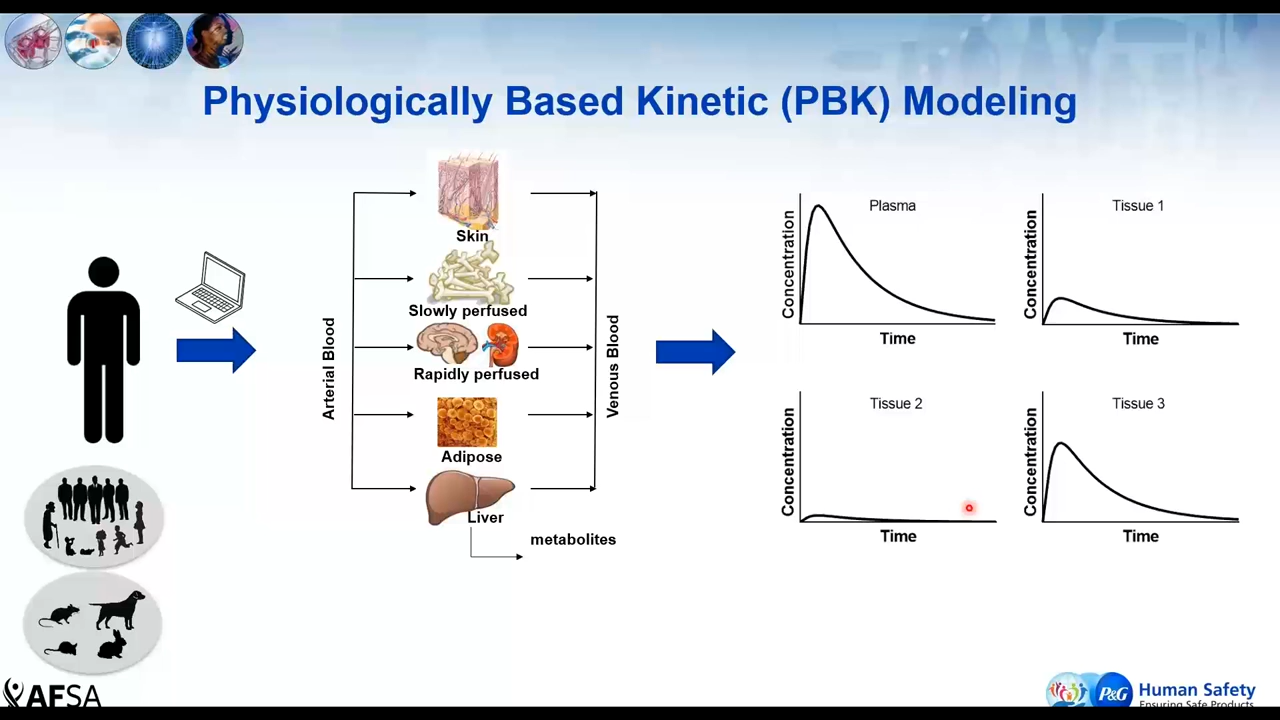 Physiologically Based Kinetic (PBK) Modeling
Skin
Slowly perfused
Rapidly perfused
Adipose
Liver
metabolites
Arterial Blood
Venous Blood
Plasma
Concentration
Time
Tissue 1
Concentration
Time
Tissue 2
Concentration
Time
Tissue 3
Concentration
Time
AFSA
P&G
Human Safety
Ensuring Safe Products